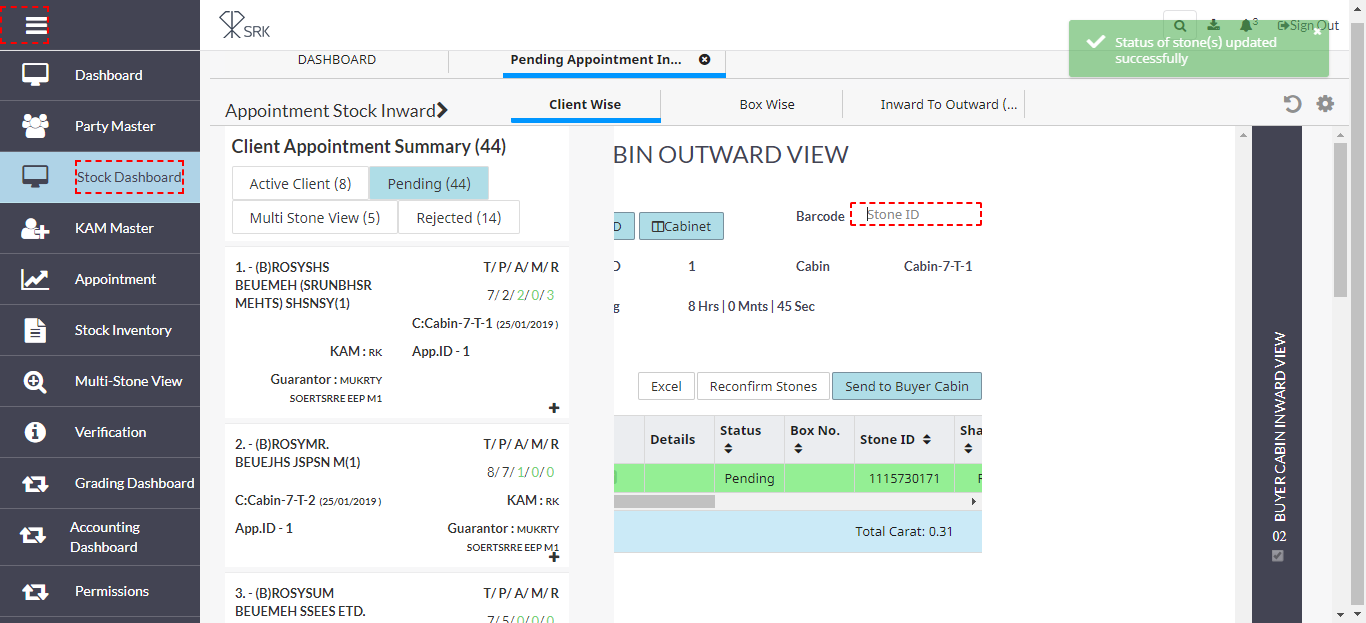 SRK
3
Sign Out
Status of stone(s) updated
successfully
DASHBOARD
Pending Appointment In...
Appointment Stock Inward
Client Wise
Box Wise
Inward To Outward (...
Dashboard
Party Master
Stock Dashboard
KAM Master
Appointment
Stock Inventory
Multi-Stone View
Verification
Grading Dashboard
Accounting
Dashboard
Permissions
Client Appointment Summary (44)
Active Client (8)
Pending (44)
Multi Stone View (5)
Rejected (14)
1. - (B)ROSYSHS
BEUEMEH (SRUNBHSR
MEHTS) SHSNSY(1)
T/ P/ A/ M/ R
7/ 2/ 2/ 0/ 3
C:Cabin-7-T-1 (25/01/2019 )
KAM : RK
App.ID - 1
Guarantor : MUKRTY
SOERTSRRE EEP M1
2. - (B)ROSYMR.
BEUEJHS JSPSN M(1)
T/ P/ A/ M/ R
8/ 7/ 1/ 0/ 0
C:Cabin-7-T-2 (25/01/2019 )
KAM : RK
App.ID - 1
Guarantor : MUKRTY
SOERTSRRE EEP M1
3. - (B)ROSYSUM
BEUEMEH SSEES ETD.
T/ P/ A/ M/ R
7/ 5/ 0/ 0/ 0
BIN OUTWARD VIEW
D
Cabinet
Barcode
Stone ID
D
1
Cabin
Cabin-7-T-1
g
8 Hrs | 0 Mnts | 45 Sec
Excel
Reconfirm Stones
Send to Buyer Cabin
Details
Status
Box No.
Stone ID
Sha
Pending
1115730171
Total Carat: 0.31
BUYER CABIN INWARD VIEW
02